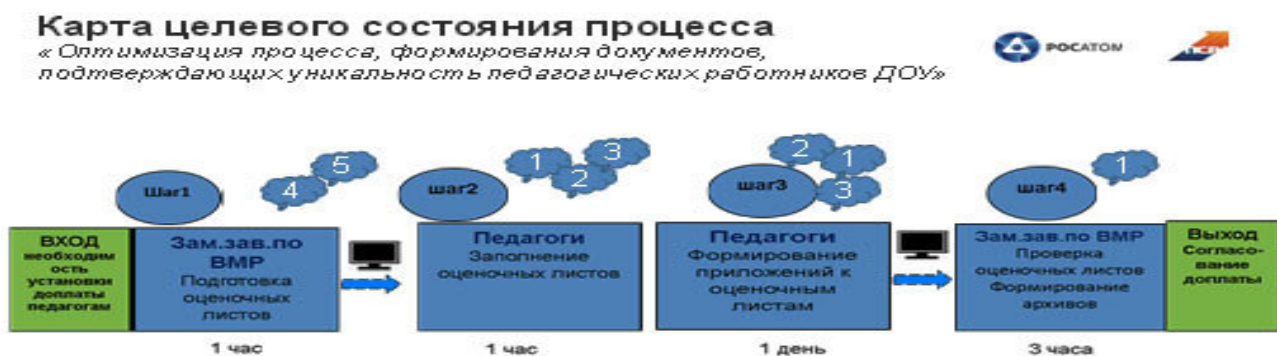 Карта целевого состояния процесса
« Оптимизация процесса, формирования документов,
подтверждающих уникальность педагогических работников ДОУ»
РОСАТОМ
Шаг1
4
5
шаг2
1
2
3
шаг3
2
1
3
шаг4
1
ВХОД
необходим
ость
установки
доплаты
педагогам
Зам.зав.по
ВМР
Подготовка
оценочных
листов
Педагоги
Заполнение
оценочных листов
Педагоги
Формирование
приложений к
оценочным
листам
Зам.зав.по ВМР
Проверка
оценочных листов
Формирование
архивов
Выход
Согласо-
вание
доплаты
1 час
1 час
1 день
3 часа